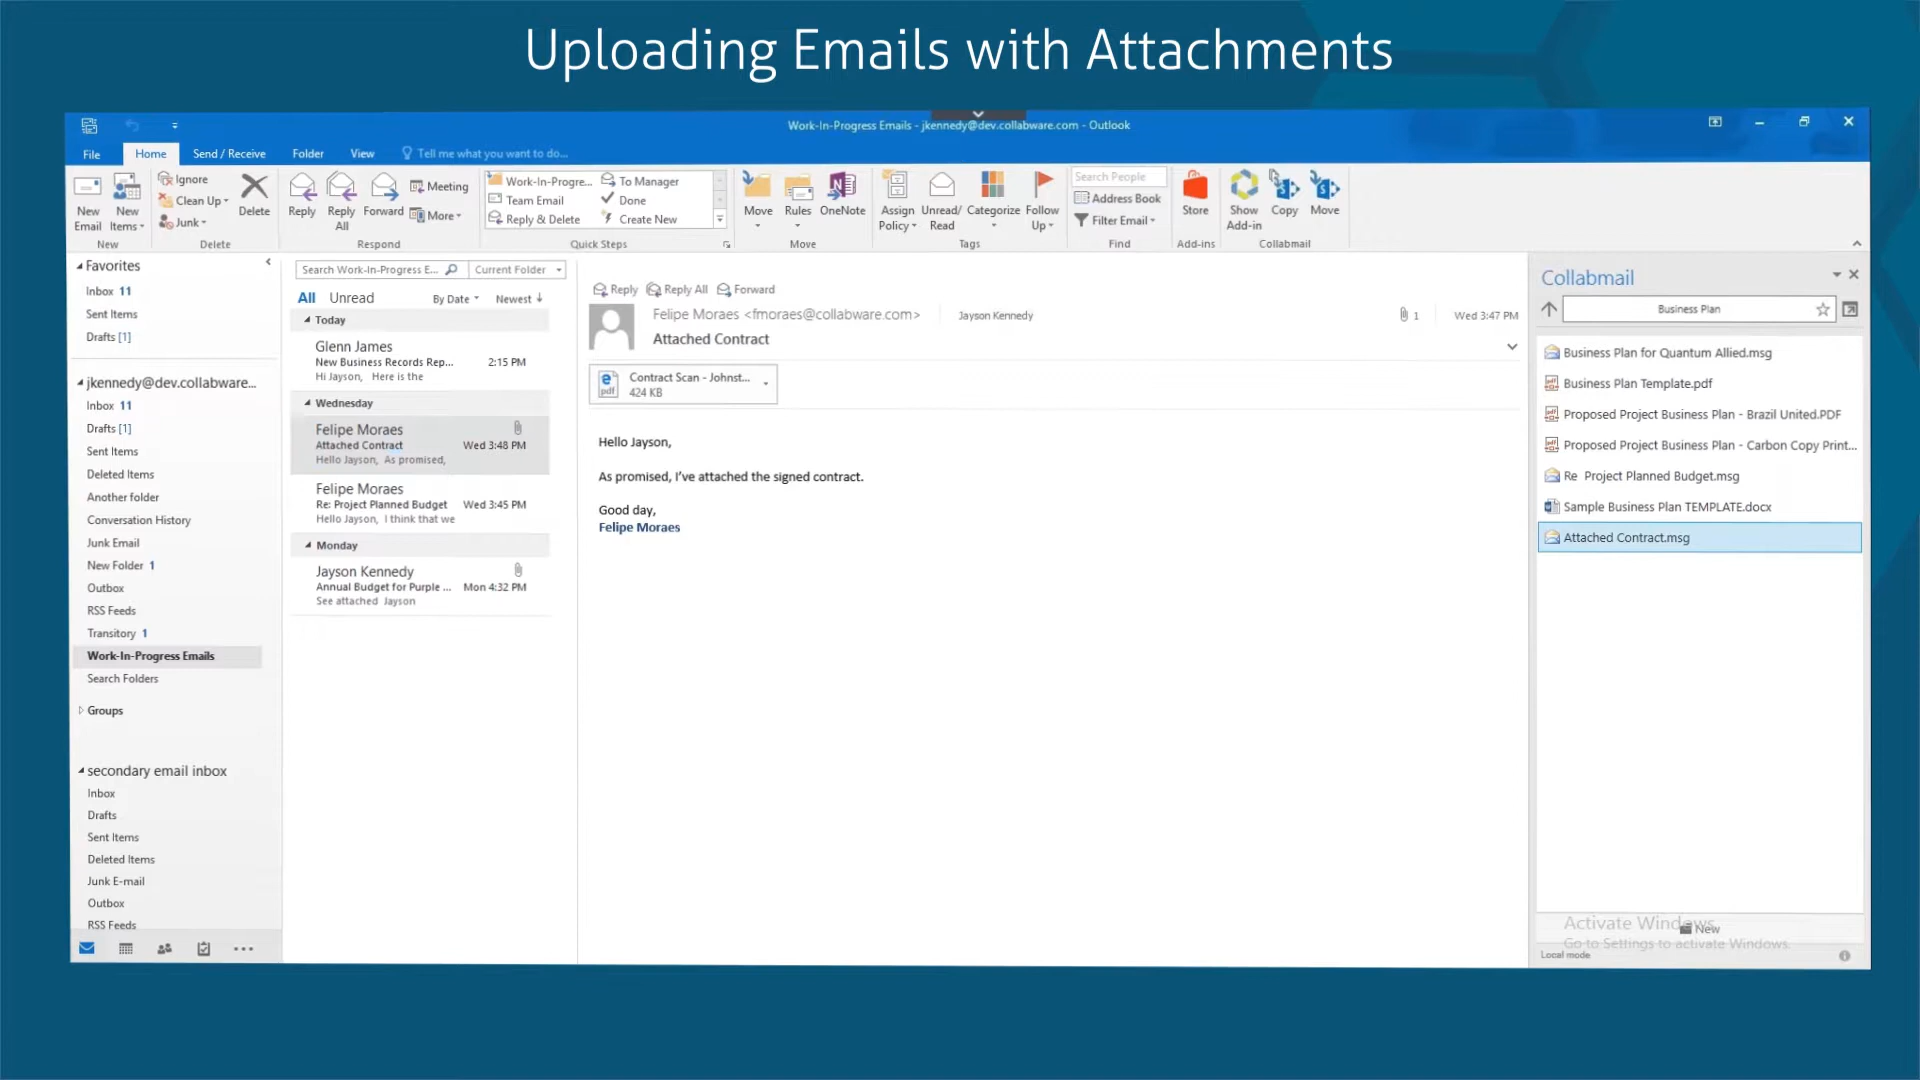 Uploading Emails with Attachments
Work-In-Progress Emails - jkennedy@dev.collabware.com - Outlook
File Home Send / Receive Folder View Tell me what you want to do...
New Email
New Items
New
Ignore
Clean Up
Junk
Delete
Delete
Reply
Reply All
Forward
Meeting
More
Respond
Work-In-Progre...
Team Email
Reply & Delete
To Manager
Done
Create New
Quick Steps
Move
Rules
OneNote
Move
Assign Policy
Unread/ Read
Categorize
Follow Up
Tags
Search People
Address Book
Filter Email
Find
Store
Add-ins
Show Add-in
Copy
Move
Collabmail
Favorites
Inbox 11
Sent Items
Drafts [1]
jkennedy@dev.collabware...
Inbox 11
Drafts [1]
Sent Items
Deleted Items
Another folder
Conversation History
Junk Email
New Folder 1
Outbox
RSS Feeds
Transitory 1
Work-In-Progress Emails
Search Folders
Groups
secondary email inbox
Inbox
Drafts
Sent Items
Deleted Items
Junk E-mail
Outbox
RSS Feeds
Search Work-In-Progress E... Current Folder
All Unread By Date Newest
Today
Glenn James
New Business Records Rep... 2:15 PM
Hi Jayson, Here is the
Wednesday
Felipe Moraes
Attached Contract Wed 3:48 PM
Hello Jayson, As promised,
Felipe Moraes
Re: Project Planned Budget Wed 3:45 PM
Hello Jayson, I think that we
Monday
Jayson Kennedy
Annual Budget for Purple ... Mon 4:32 PM
See attached Jayson
Reply Reply All Forward
Felipe Moraes <fmoraes@collabware.com> Jayson Kennedy 1 Wed 3:47 PM
Attached Contract
pdf
Contract Scan - Johnst...
424 KB
Hello Jayson,
As promised, I've attached the signed contract.
Good day,
Felipe Moraes
Collabmail
Business Plan
Business Plan for Quantum Allied.msg
Business Plan Template.pdf
Proposed Project Business Plan - Brazil United.PDF
Proposed Project Business Plan - Carbon Copy Print...
Re Project Planned Budget.msg
Sample Business Plan TEMPLATE.docx
Attached Contract.msg
Activate Windows
New
Go to Settings to activate Windows.
Local mode